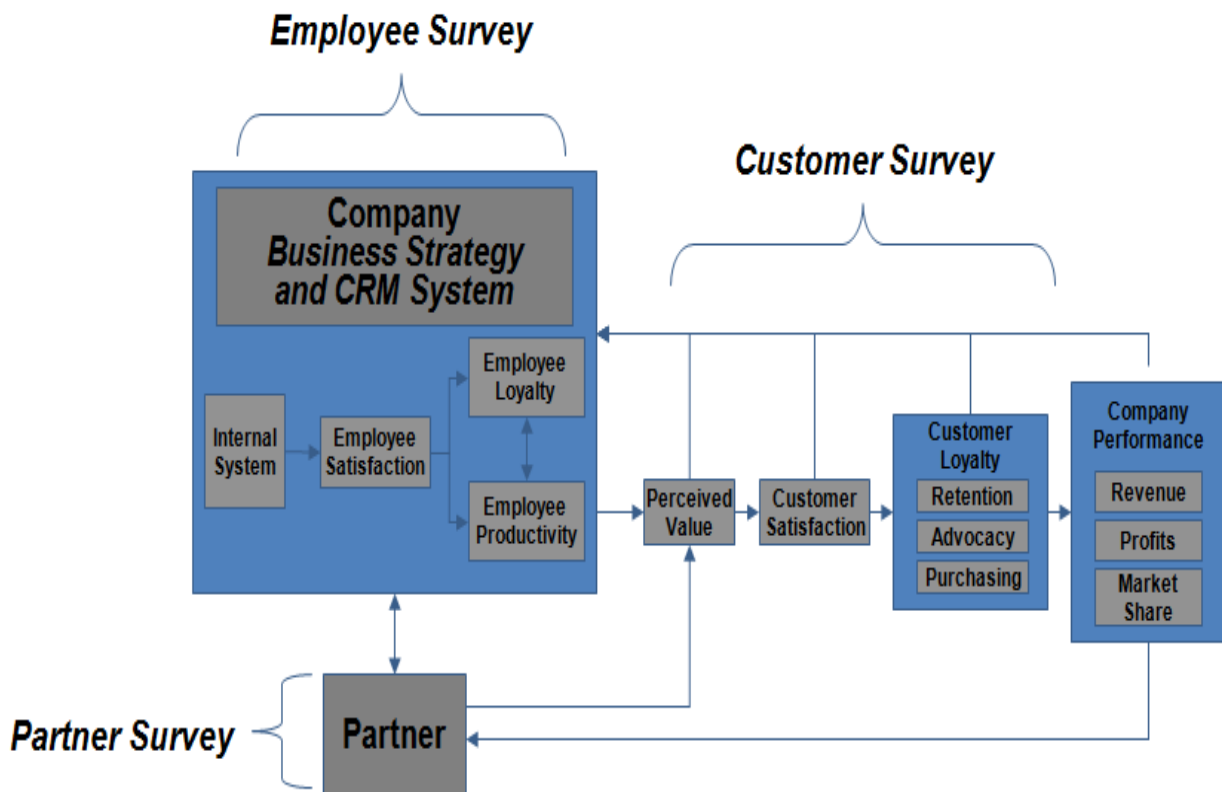 Employee Survey
Customer Survey
Company
Business Strategy
and CRM System
Internal
System
Employee
Satisfaction
Employee
Loyalty
Employee
Productivity
Perceived
Value
Customer
Satisfaction
Customer
Loyalty
Retention
Advocacy
Purchasing
Company
Performance
Revenue
Profits
Market
Share
Partner Survey
Partner